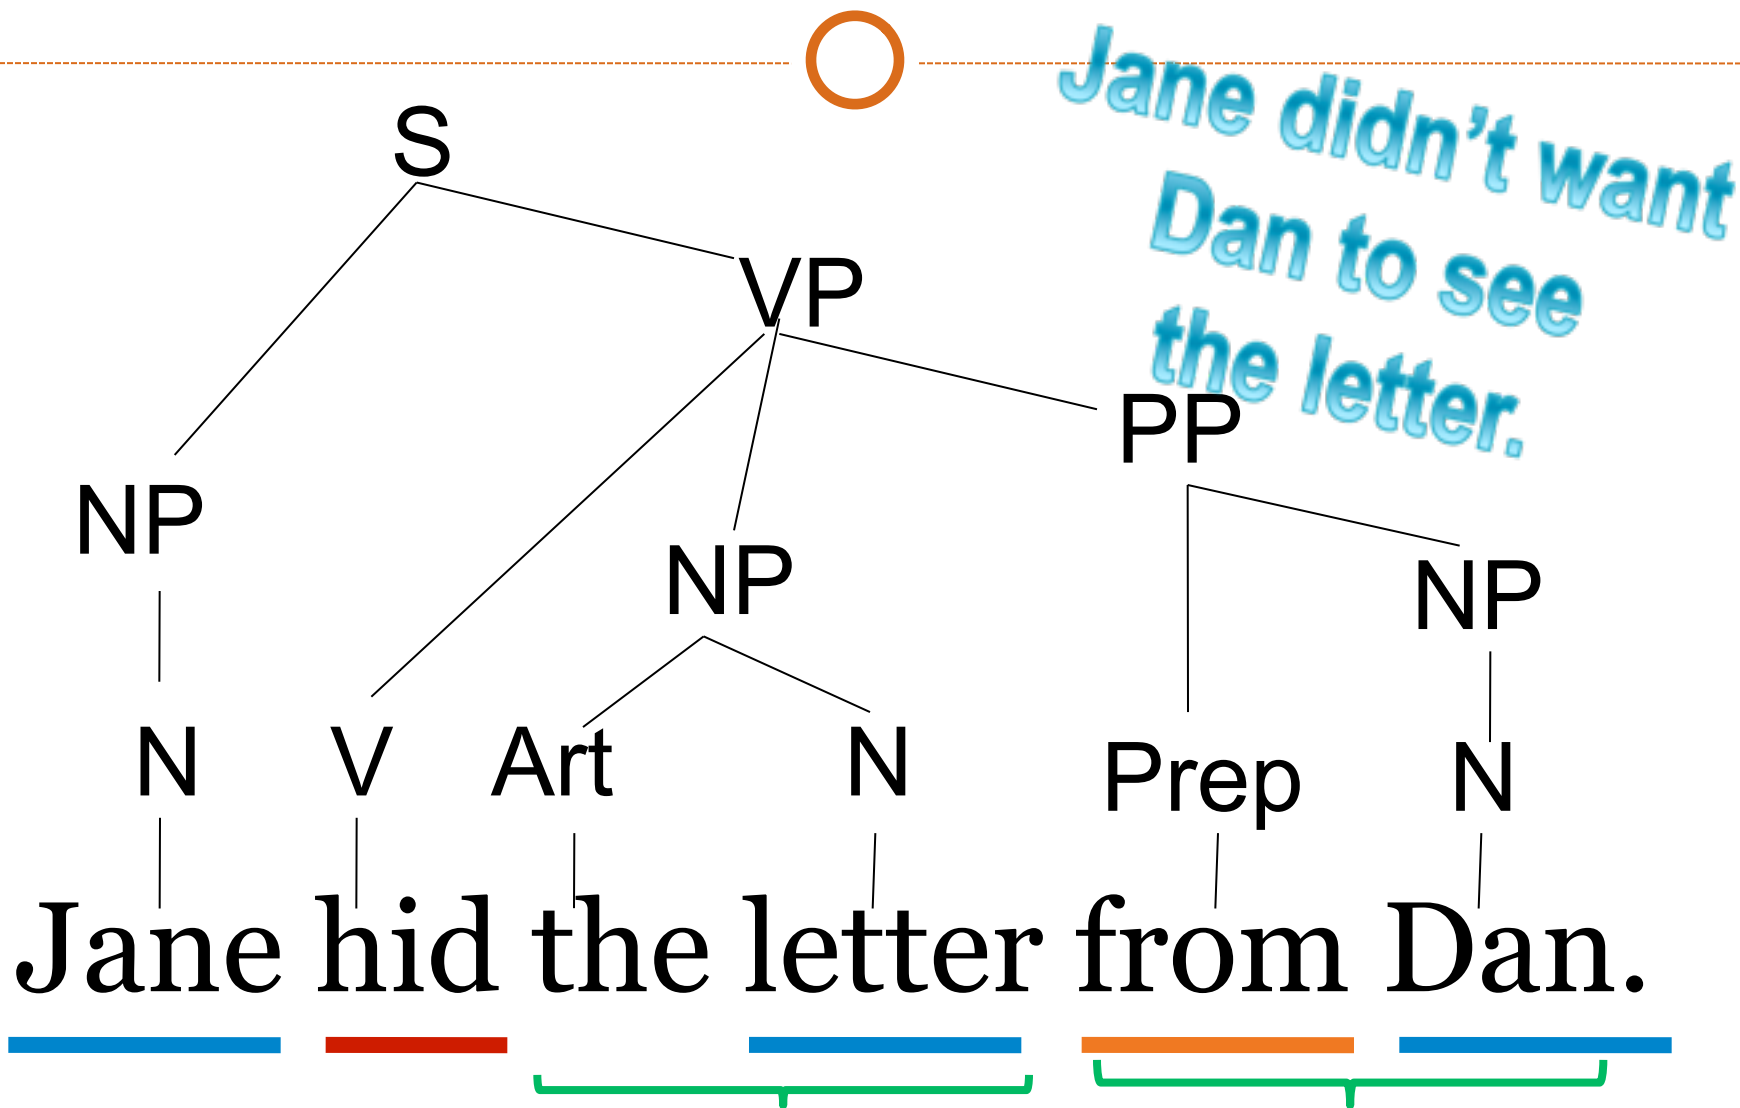 Jane didn't want
S
Dan to see
VP
the letter.
PP
NP
NP
NP
N V Art N Prep N
Jane hid the letter from Dan.